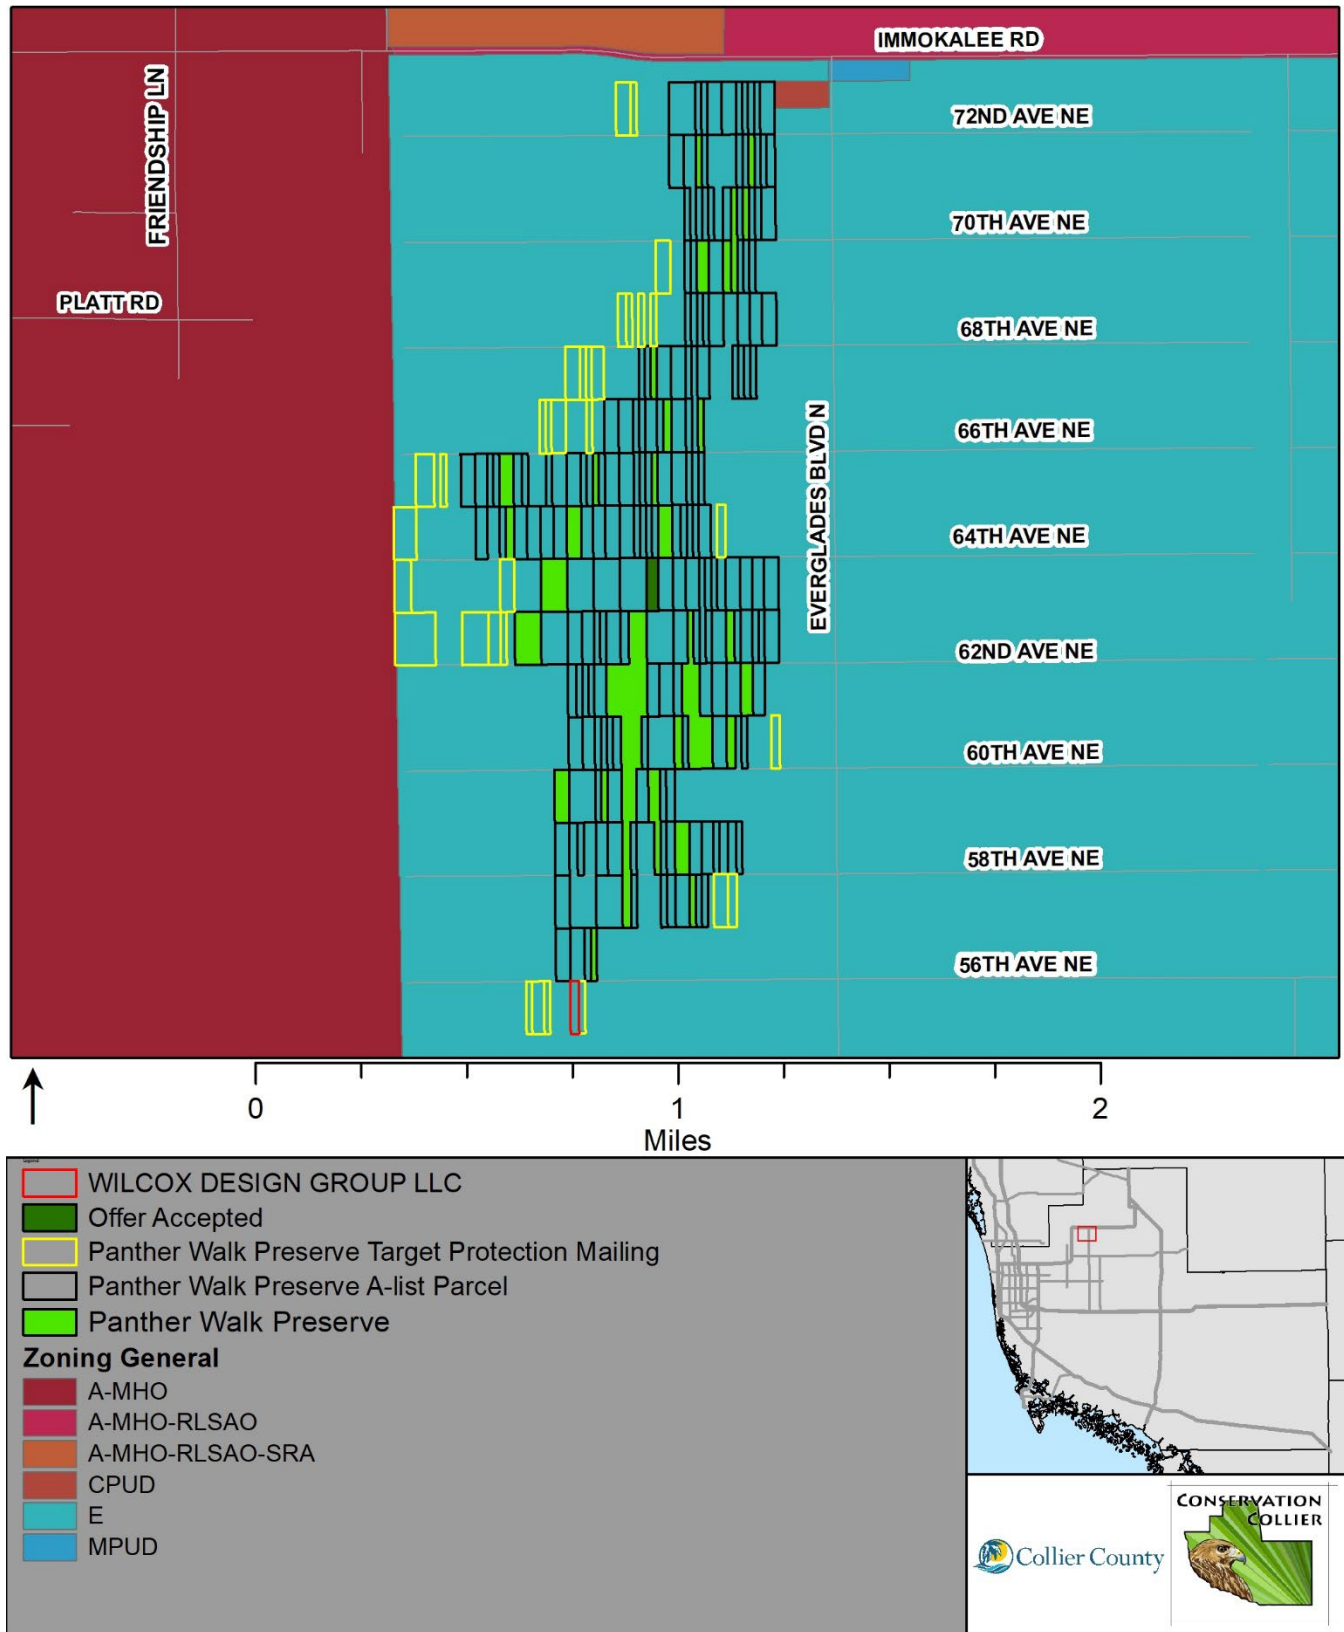 IMMOKALEE RD
FRIENDSHIP LN
72ND AVE NE
70TH AVE NE
PLATT RD
68TH AVE NE
EVERGLADES BLVD N
66TH AVE NE
64TH AVE NE
62ND AVE NE
60TH AVE NE
58TH AVE NE
56TH AVE NE
0 1 2
Miles
Legend
WILCOX DESIGN GROUP LLC
Offer Accepted
Panther Walk Preserve Target Protection Mailing
Panther Walk Preserve A-list Parcel
Panther Walk Preserve
Zoning General
A-MHO
A-MHO-RLSAO
A-MHO-RLSAO-SRA
CPUD
E
MPUD
Collier County
CONSERVATION
COLLIER